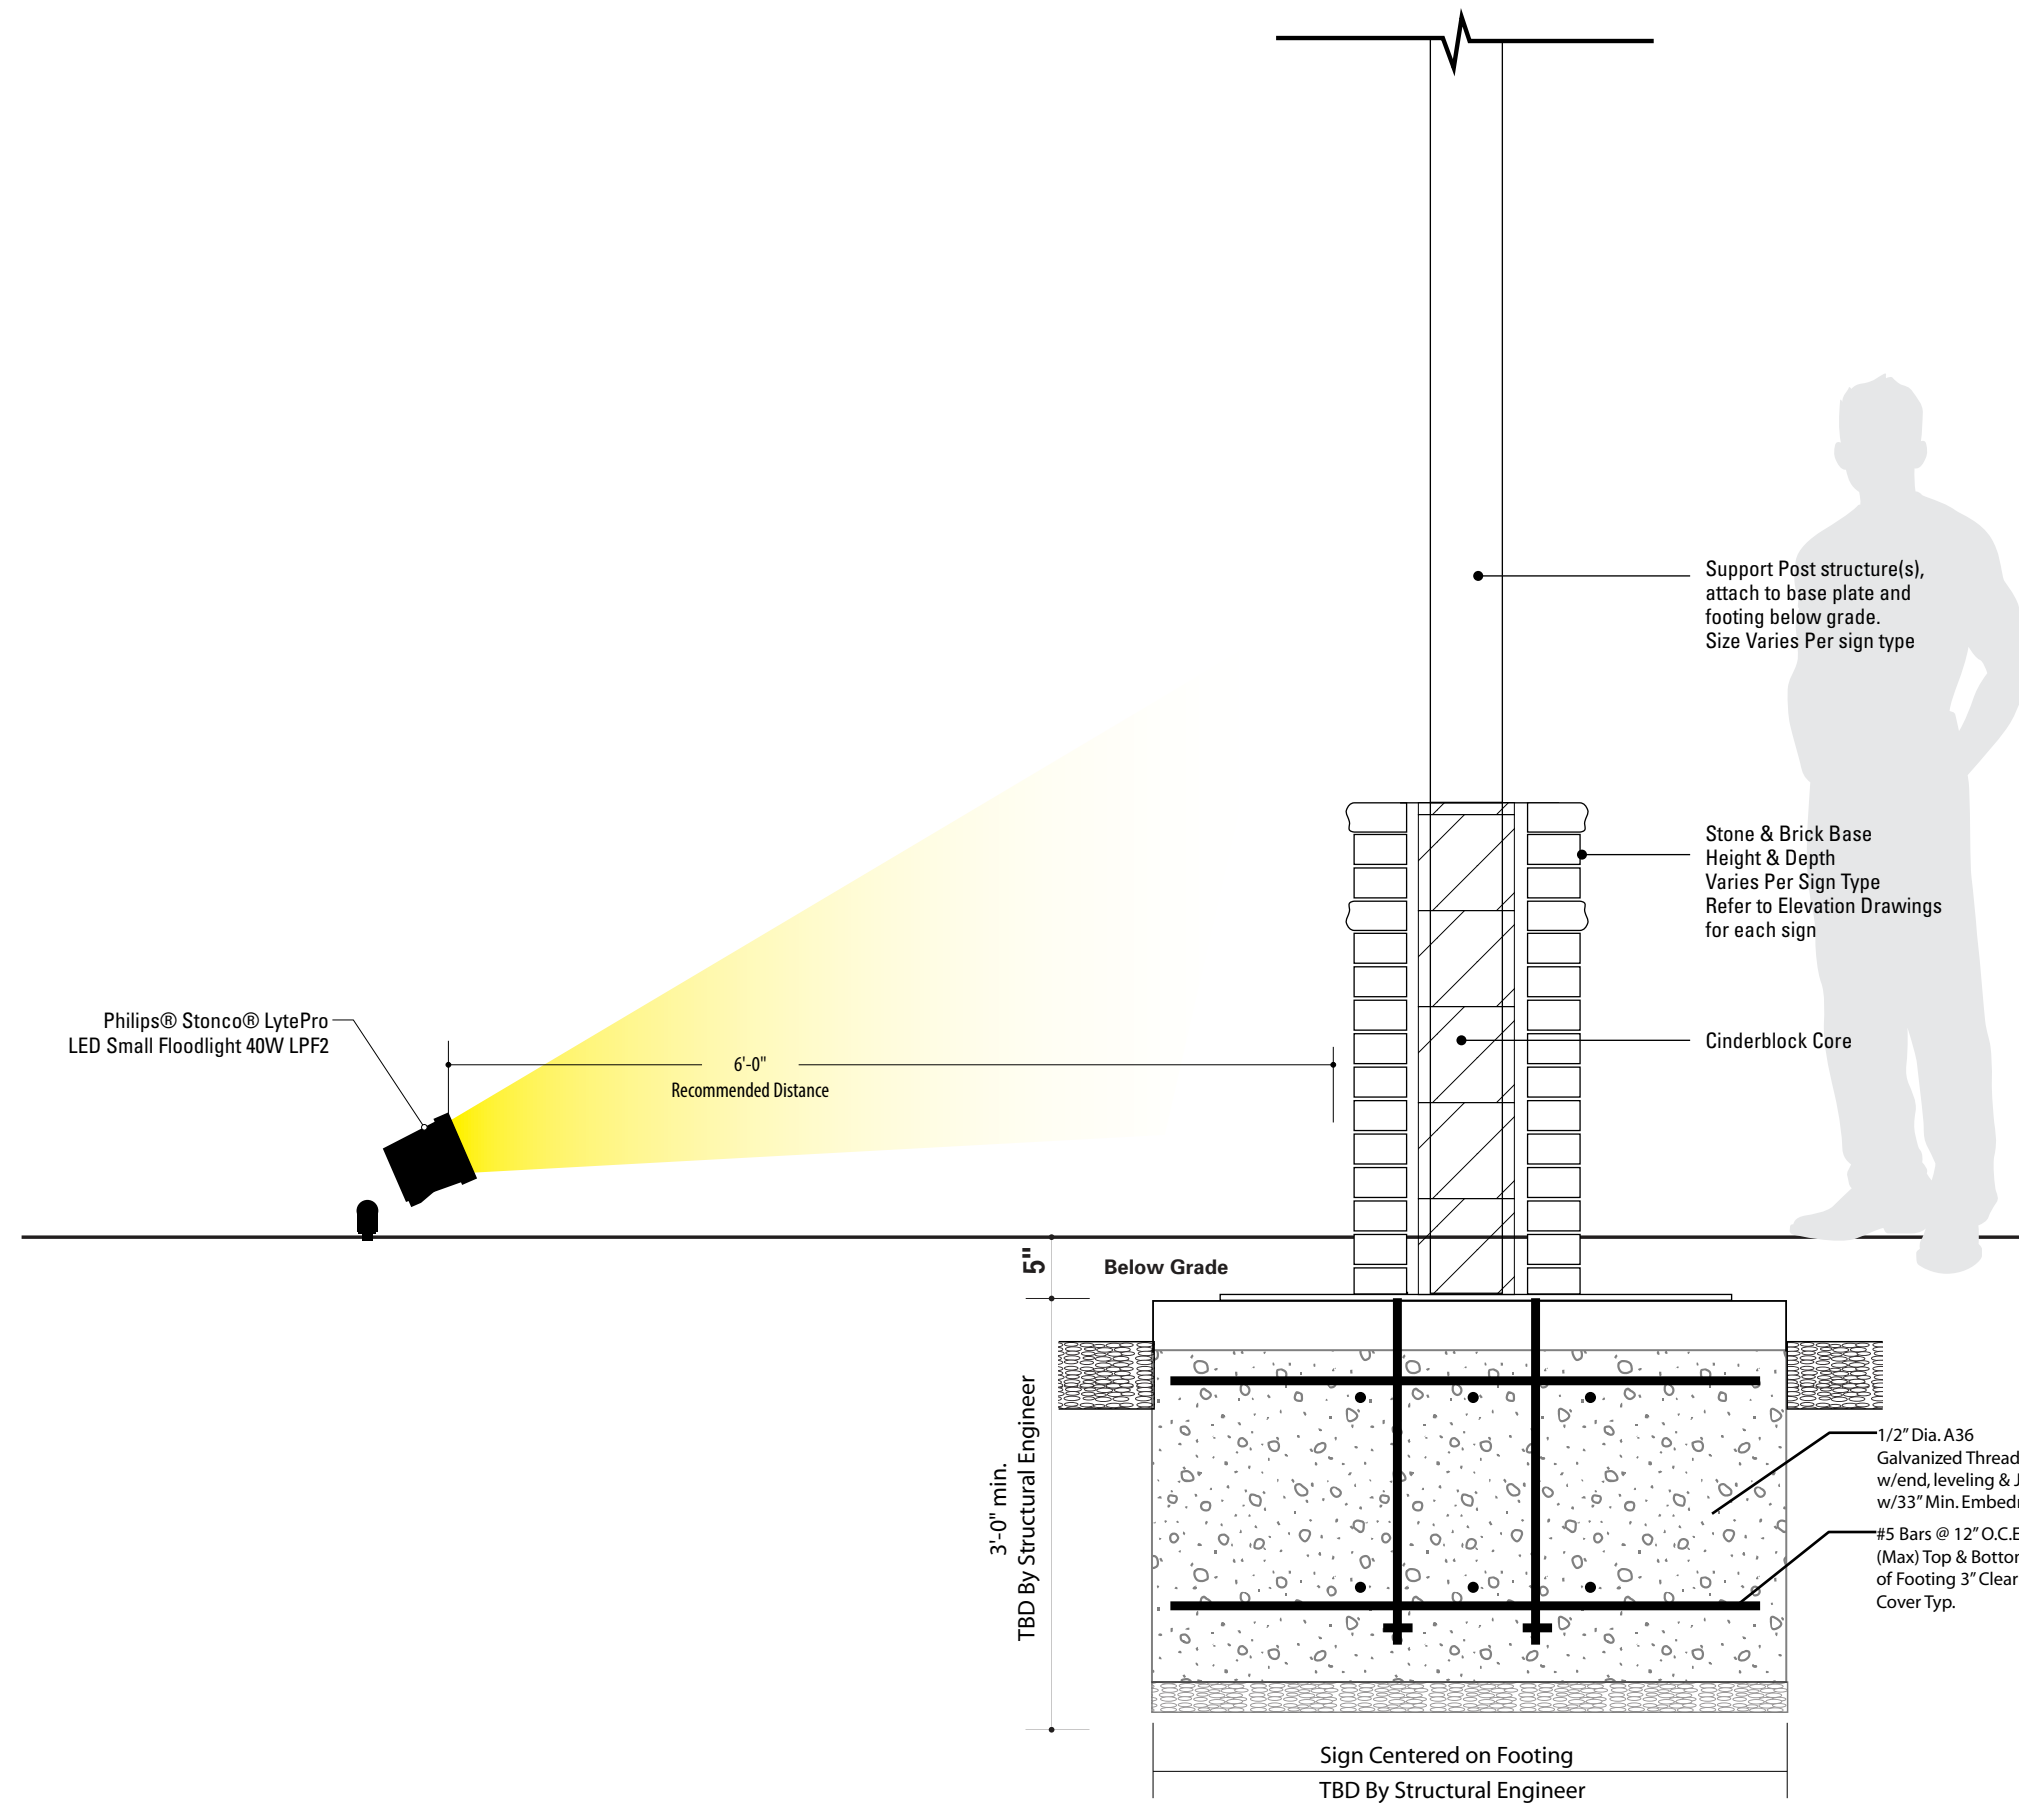 Support Post structure(s),
attach to base plate and
footing below grade.
Size Varies Per sign type
Stone & Brick Base
Height & Depth
Varies Per Sign Type
Refer to Elevation Drawings
for each sign
Philips® Stonco® LytePro
LED Small Floodlight 40W LPF2
6'-0"
Recommended Distance
Cinderblock Core
5"
Below Grade
3'-0" min.
TBD By Structural Engineer
1/2" Dia. A36
Galvanized Thread
w/end, leveling & J
w/33" Min. Embed
#5 Bars @ 12" O.C.E
(Max) Top & Botto
of Footing 3" Clear
Cover Typ.
Sign Centered on Footing
TBD By Structural Engineer